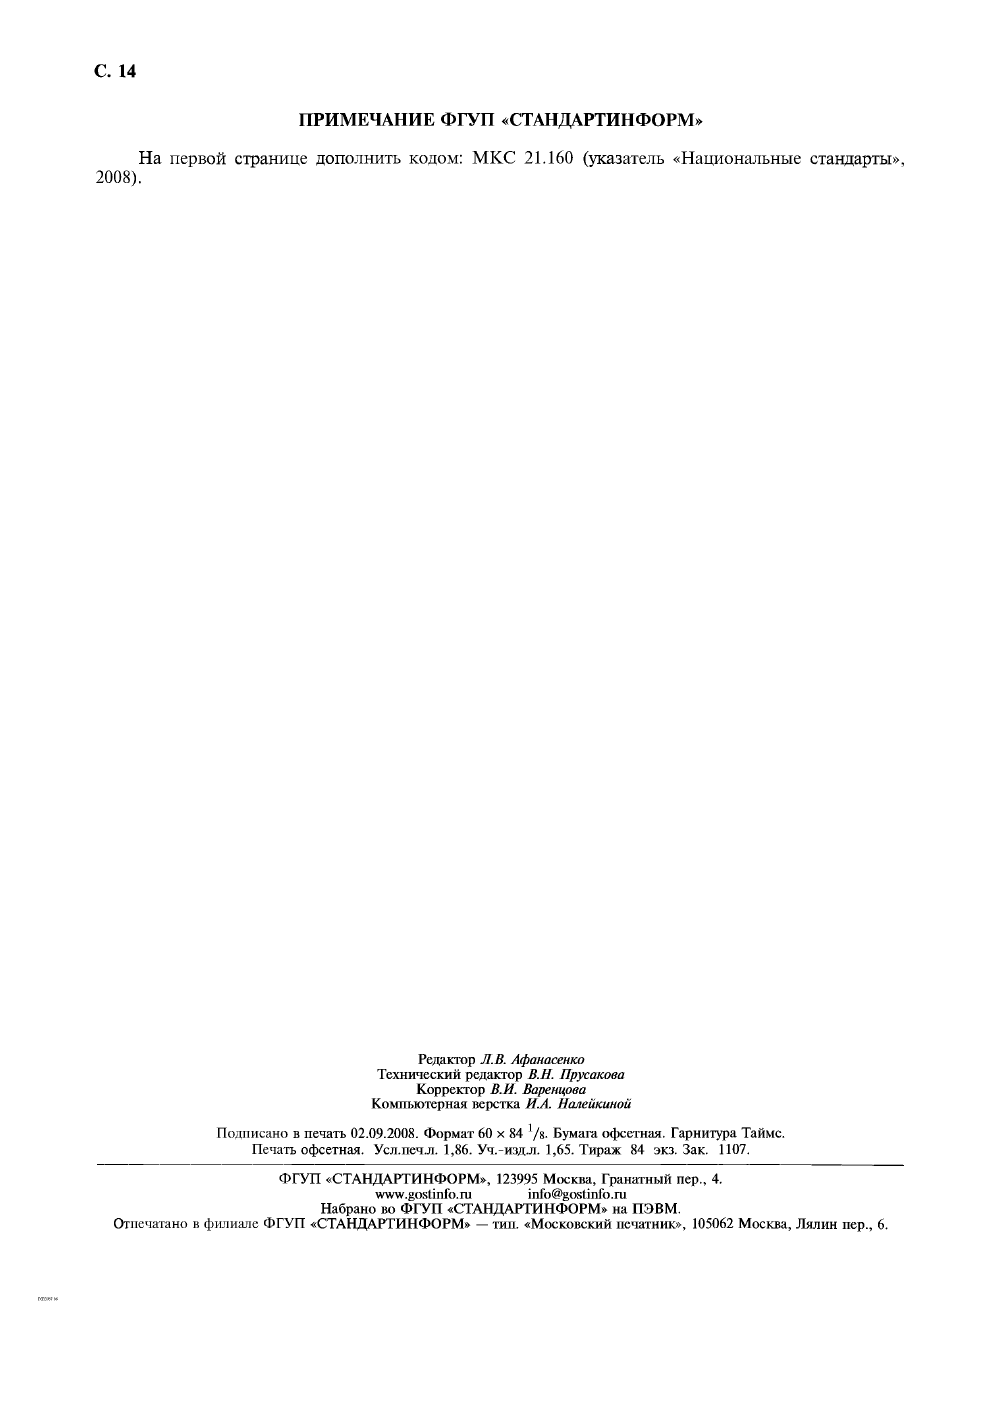 С. 14
ПРИМЕЧАНИЕ ФГУП «СТАНДАРТИНФОРМ»
На первой странице дополнить кодом: МКС 21.160 (указатель «Национальные стандарты»,
2008).
Редактор Л.В. Афанасенко
Технический редактор В.Н. Прусакова
Корректор В.И. Варенцова
Компьютерная верстка И.А. Налейкиной
Подписано в печать 02.09.2008. Формат 60 × 84 1/8. Бумага офсетная. Гарнитура Таймс.
Печать офсетная. Усл.печ.л. 1,86. Уч.-изд.л. 1,65. Тираж 84 экз. Зак. 1107.
ФГУП «СТАНДАРТИНФОРМ», 123995 Москва, Гранатный пер., 4.
www.gostinfo.ru info@gostinfo.ru
Набрано во ФГУП «СТАНДАРТИНФОРМ» на ПЭВМ.
Отпечатано в филиале ФГУП «СТАНДАРТИНФОРМ» — тип. «Московский печатник», 105062 Москва, Лялин пер., 6.